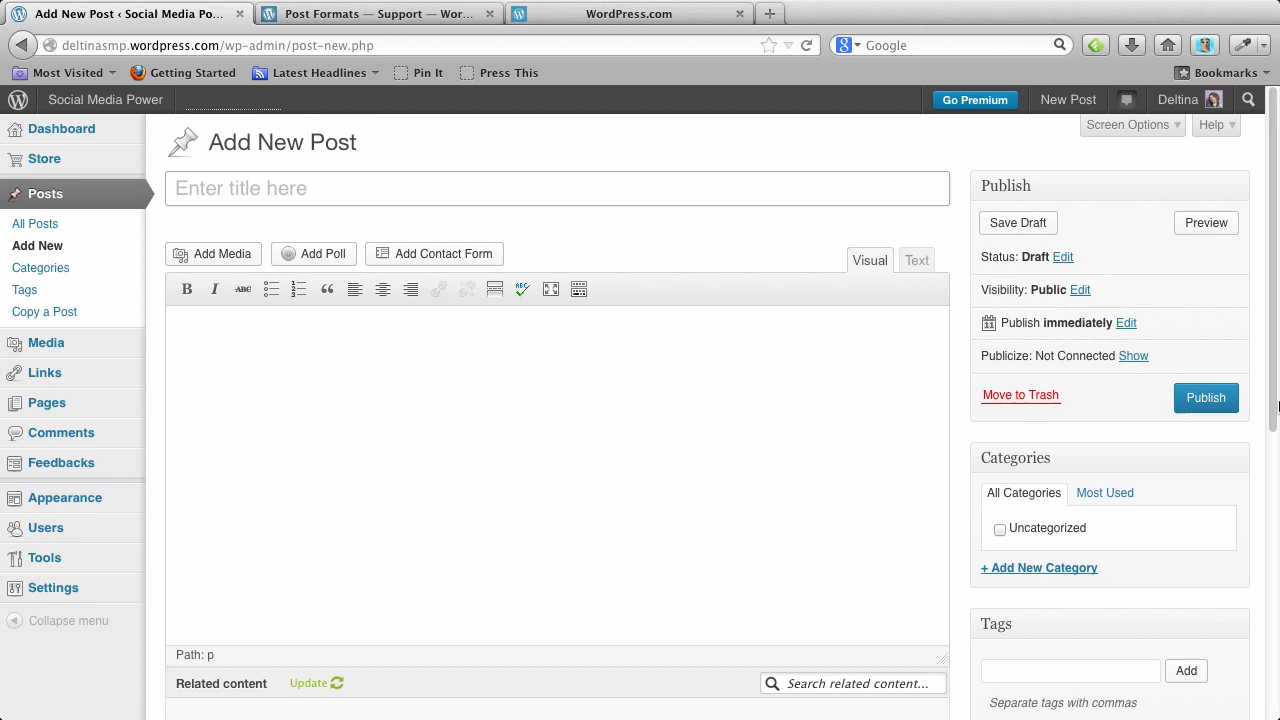 Add New Post ‹ Social Media Po...
Post Formats — Support — Wor...
WordPress.com
deltinasmp.wordpress.com/wp-admin/post-new.php
Google
Most Visited
Getting Started
Latest Headlines
Pin It
Press This
Bookmarks
Social Media Power
Go Premium
New Post
Deltina
Dashboard
Store
Posts
All Posts
Add New
Categories
Tags
Copy a Post
Media
Links
Pages
Comments
Feedbacks
Appearance
Users
Tools
Settings
Collapse menu
Screen Options
Help
Add New Post
Enter title here
Add Media
Add Poll
Add Contact Form
Visual
Text
B I ABC
ABC
Path: p
Related content
Update
Search related content...
Publish
Save Draft
Preview
Status: Draft Edit
Visibility: Public Edit
11 Publish immediately Edit
Publicize: Not Connected Show
Move to Trash
Publish
Categories
All Categories
Most Used
Uncategorized
+ Add New Category
Tags
Add
Separate tags with commas